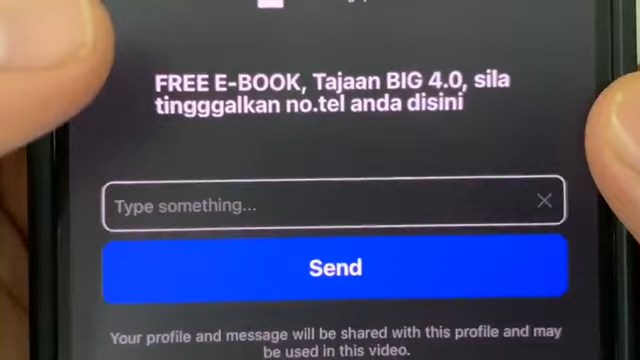 FREE E-BOOK, Tajaan BIG 4.0, sila
tingggalkan no.tel anda disini
Type something...
Send
Your profile and message will be shared with this profile and may
be used in this video.